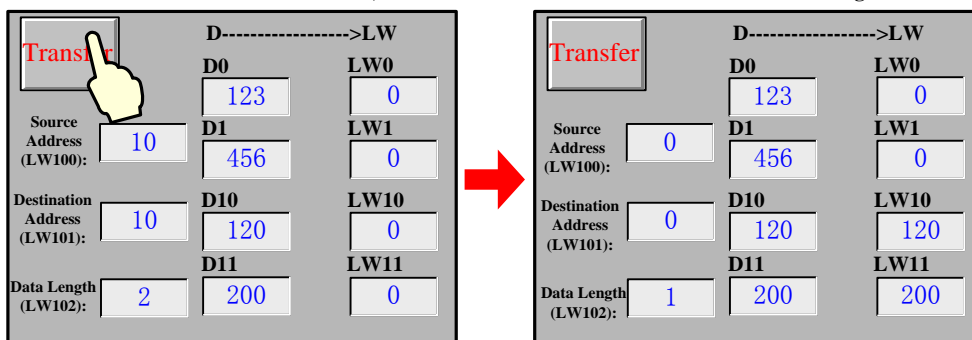 Transfer
D------------------>LW
D0 LW0
123 0
Source
Address
(LW100):
10
D1 LW1
456 0
Destination
Address
(LW101):
10
D10 LW10
120 0
D11 LW11
Data Length
(LW102):
2
200 0
Transfer
D------------------>LW
D0 LW0
123 0
Source
Address
(LW100):
0
D1 LW1
456 0
Destination
Address
(LW101):
0
D10 LW10
120 120
D11 LW11
Data Length
(LW102):
1
200 200